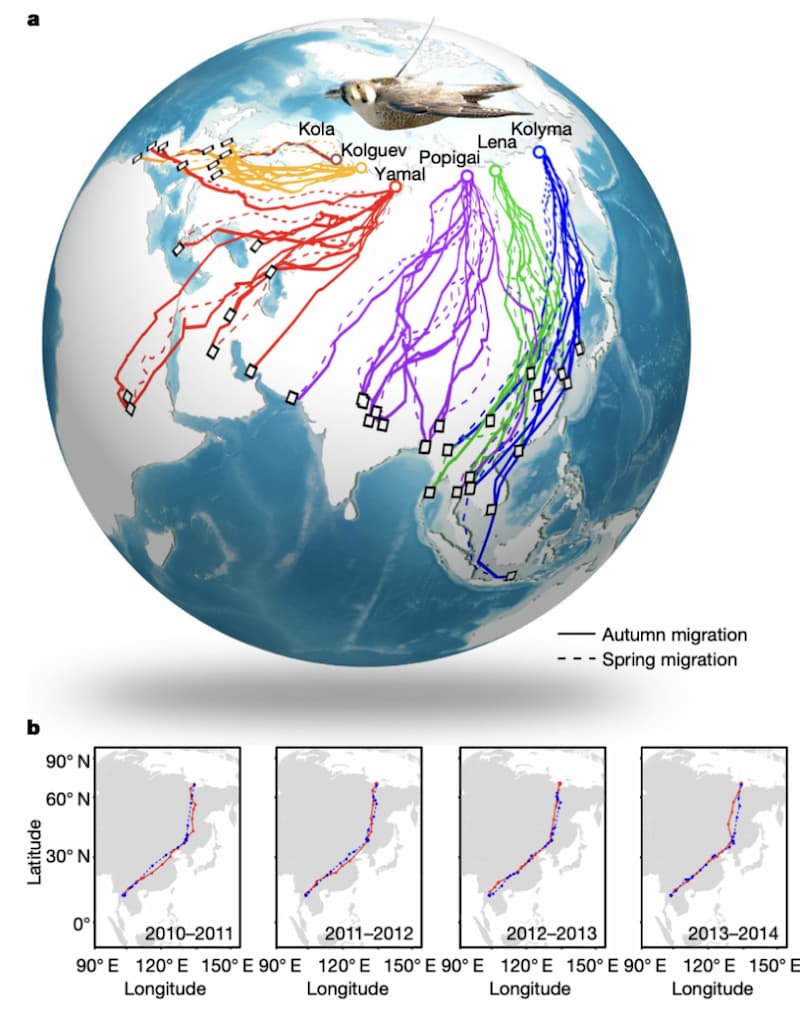 a
Kola
Kolguev
Yamal
Popigai
Lena
Kolyma
Autumn migration
Spring migration
b
Latitude
90° N
60° N
30° N
0°
2010–2011
2011–2012
2012–2013
2013–2014
90° E 120° E 150° E 90° E 120° E 150° E 90° E 120° E 150° E 90° E 120° E 150° E
Longitude Longitude Longitude Longitude